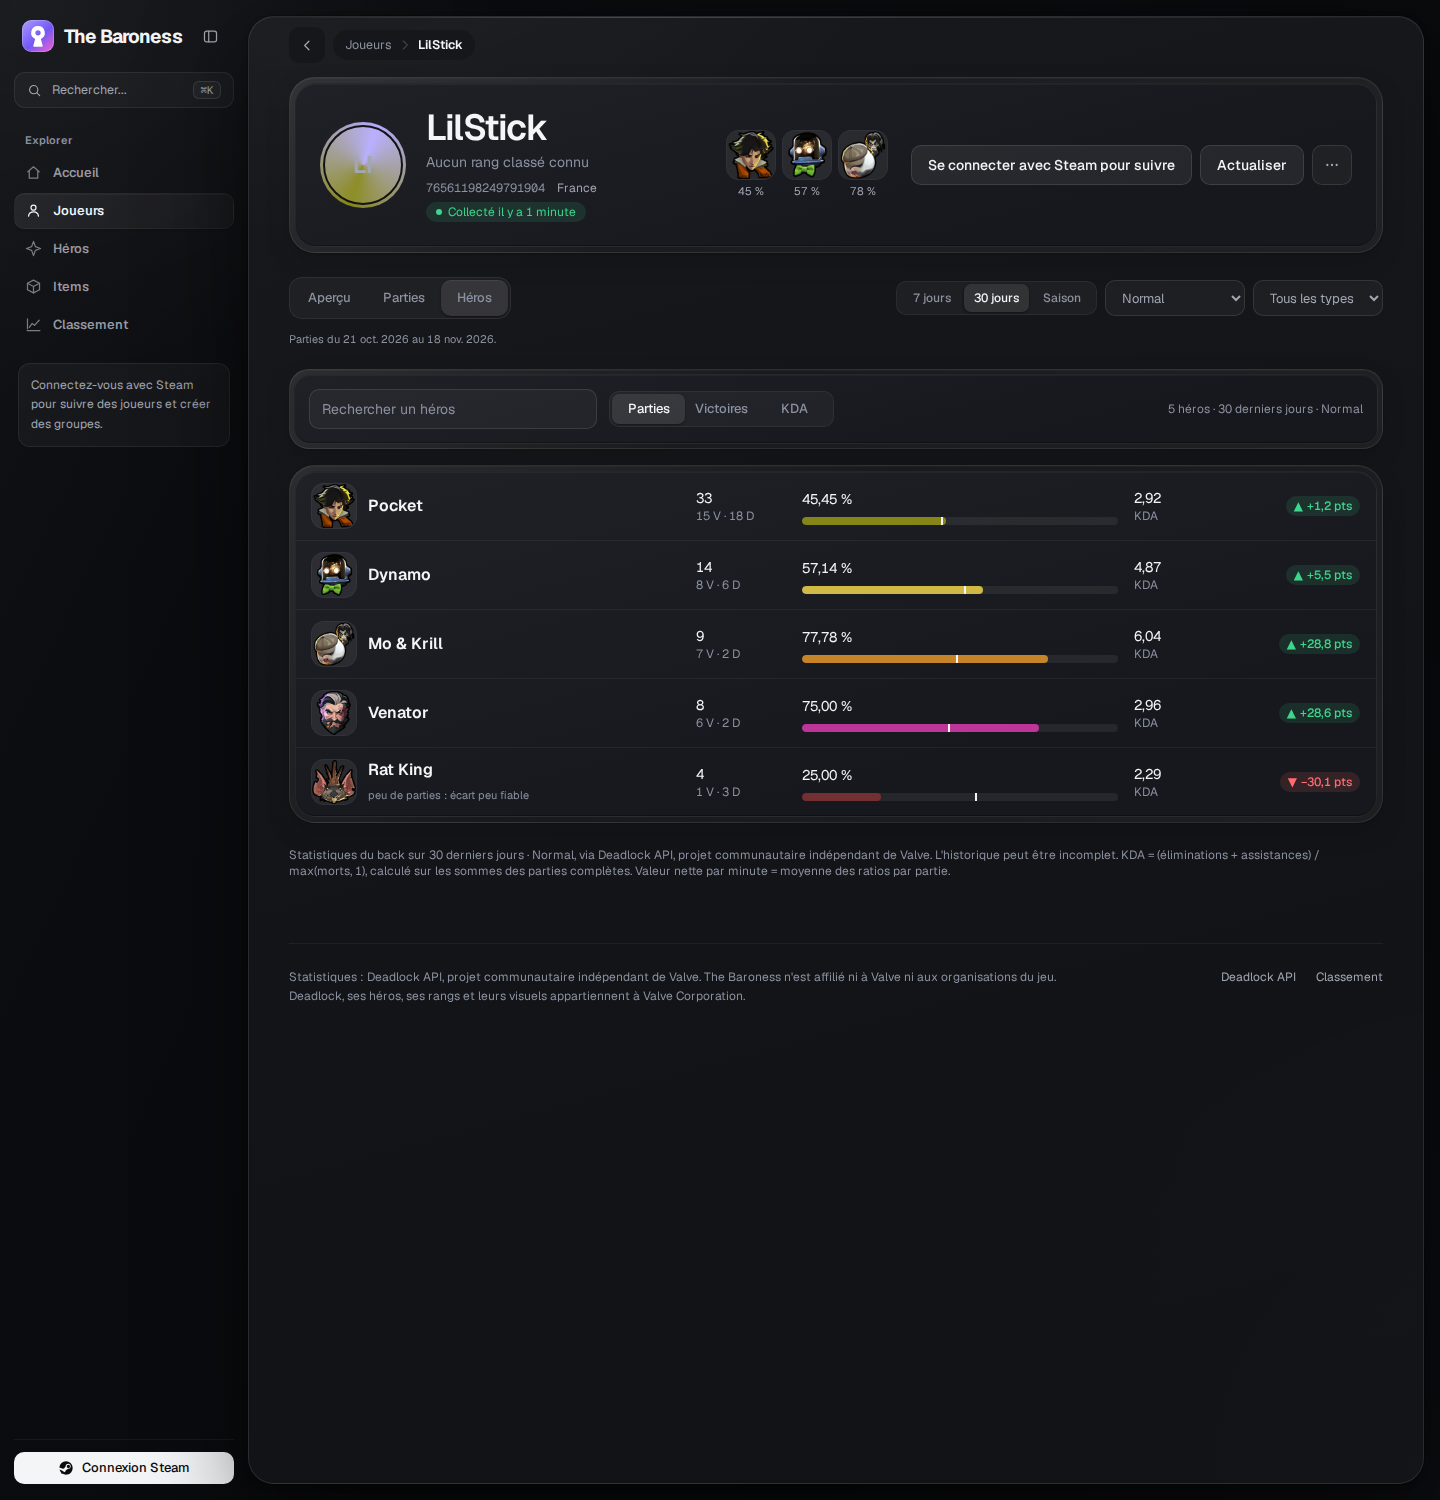 The Baroness
Rechercher...
⌘K
Explorer
Accueil
Joueurs
Héros
Items
Classement
Connectez-vous avec Steam
pour suivre des joueurs et créer
des groupes.
Connexion Steam
Joueurs
LilStick
LilStick
Aucun rang classé connu
76561198249791904 France
Collecté il y a 1 minute
45 %
57 %
78 %
Se connecter avec Steam pour suivre
Actualiser
Aperçu
Parties
Héros
7 jours
30 jours
Saison
Normal
Tous les types
Parties du 21 oct. 2026 au 18 nov. 2026.
Rechercher un héros
Parties
Victoires
KDA
5 héros · 30 derniers jours · Normal
Pocket
33
15 V · 18 D
45,45 %
2,92
KDA
▲ +1,2 pts
Dynamo
14
8 V · 6 D
57,14 %
4,87
KDA
▲ +5,5 pts
Mo & Krill
9
7 V · 2 D
77,78 %
6,04
KDA
▲ +28,8 pts
Venator
8
6 V · 2 D
75,00 %
2,96
KDA
▲ +28,6 pts
Rat King
peu de parties : écart peu fiable
4
1 V · 3 D
25,00 %
2,29
KDA
▼ −30,1 pts
Statistiques du back sur 30 derniers jours · Normal, via Deadlock API, projet communautaire indépendant de Valve. L'historique peut être incomplet. KDA = (éliminations + assistances) /
max(morts, 1), calculé sur les sommes des parties complètes. Valeur nette par minute = moyenne des ratios par partie.
Statistiques : Deadlock API, projet communautaire indépendant de Valve. The Baroness n'est affilié ni à Valve ni aux organisations du jeu.
Deadlock, ses héros, ses rangs et leurs visuels appartiennent à Valve Corporation.
Deadlock API
Classement